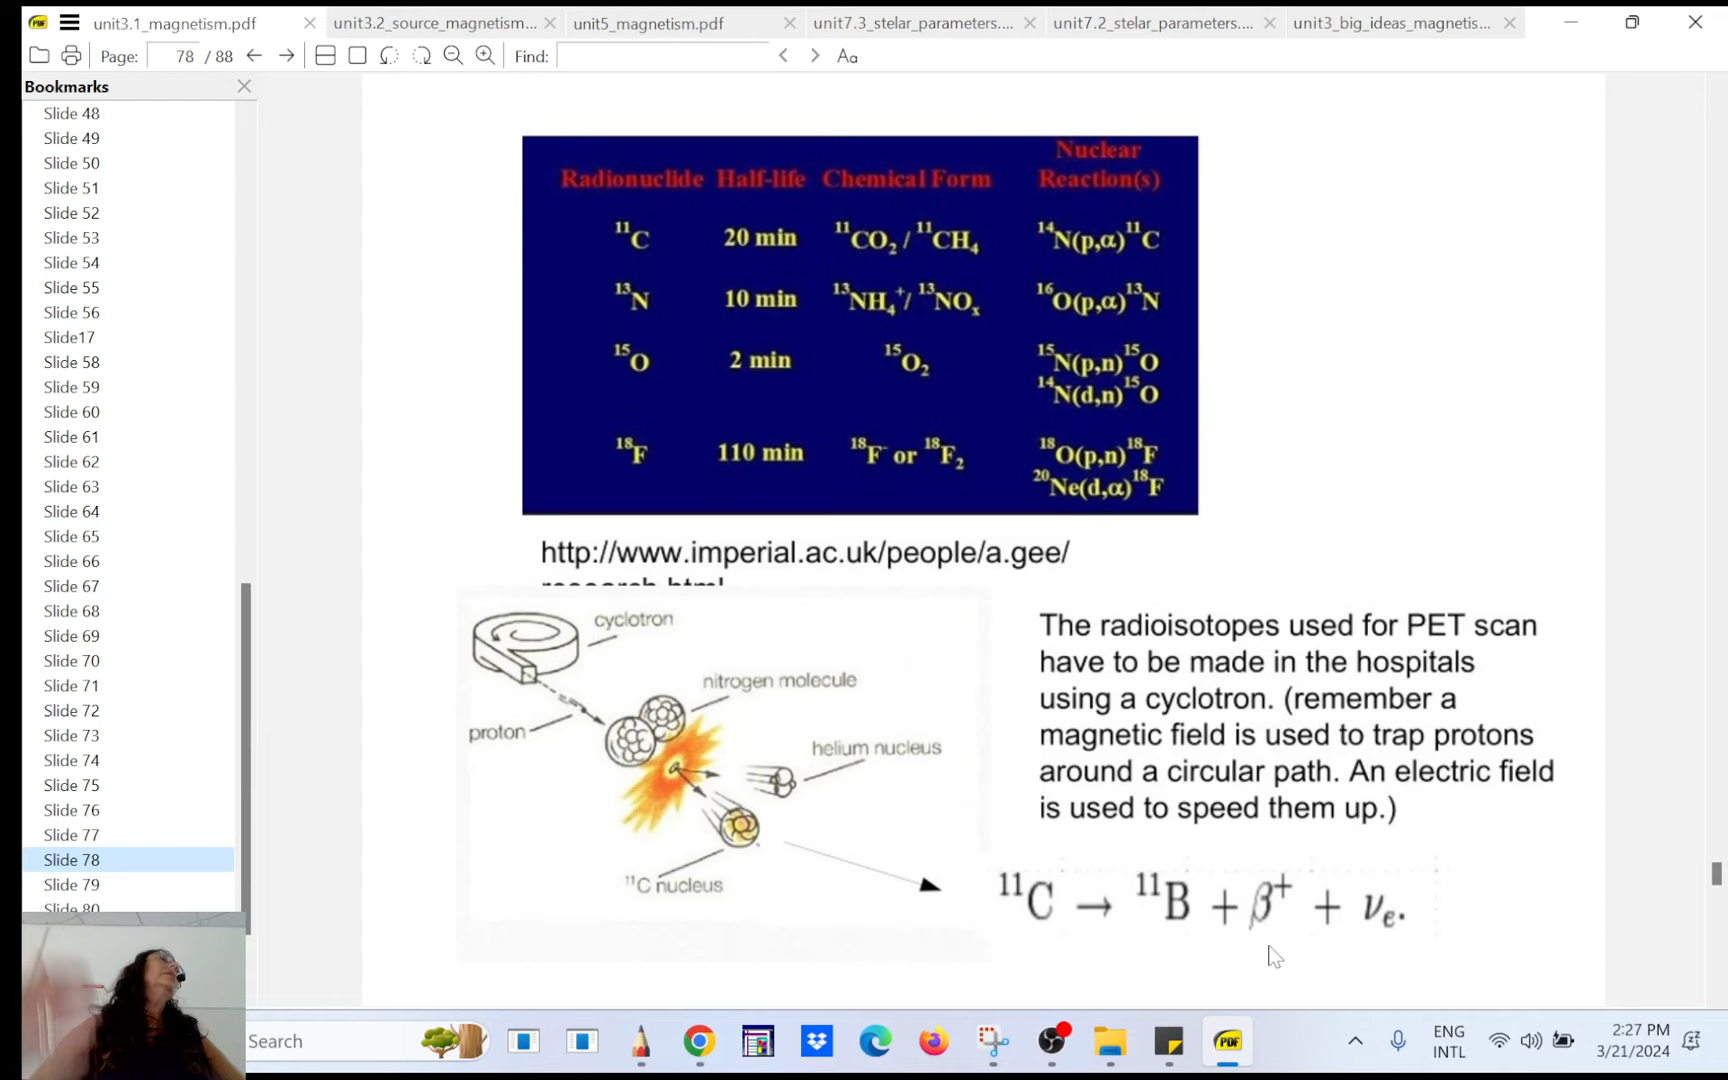 unit3.1_magnetism.pdf
unit3.2_source_magnetism...
unit5_magnetism.pdf
unit7.3_stelar_parameters....
unit7.2_stelar_parameters....
unit3_big_ideas_magnetis...
Page: 78 / 88
Find:
Aa
Bookmarks
Slide 48
Slide 49
Slide 50
Slide 51
Slide 52
Slide 53
Slide 54
Slide 55
Slide 56
Slide17
Slide 58
Slide 59
Slide 60
Slide 61
Slide 62
Slide 63
Slide 64
Slide 65
Slide 66
Slide 67
Slide 68
Slide 69
Slide 70
Slide 71
Slide 72
Slide 73
Slide 74
Slide 75
Slide 76
Slide 77
Slide 78
Slide 79
Slide 80
Nuclear
Radionuclide Half-life Chemical Form Reaction(s)
¹¹C 20 min ¹¹CO₂ / ¹¹CH₄ ¹⁴N(p,α)¹¹C
¹³N 10 min ¹³NH₄⁺/ ¹³NOₓ ¹⁶O(p,α)¹³N
¹⁵O 2 min ¹⁵O₂ ¹⁵N(p,n)¹⁵O
¹⁴N(d,n)¹⁵O
¹⁸F 110 min ¹⁸F⁻ or ¹⁸F₂ ¹⁸O(p,n)¹⁸F
²⁰Ne(d,α)¹⁸F
http://www.imperial.ac.uk/people/a.gee/
research.html
cyclotron
nitrogen molecule
proton
helium nucleus
¹¹C nucleus
The radioisotopes used for PET scan
have to be made in the hospitals
using a cyclotron. (remember a
magnetic field is used to trap protons
around a circular path. An electric field
is used to speed them up.)
¹¹C → ¹¹B + β⁺ + νₑ.
Search
PDF
ENG
INTL
2:27 PM
3/21/2024